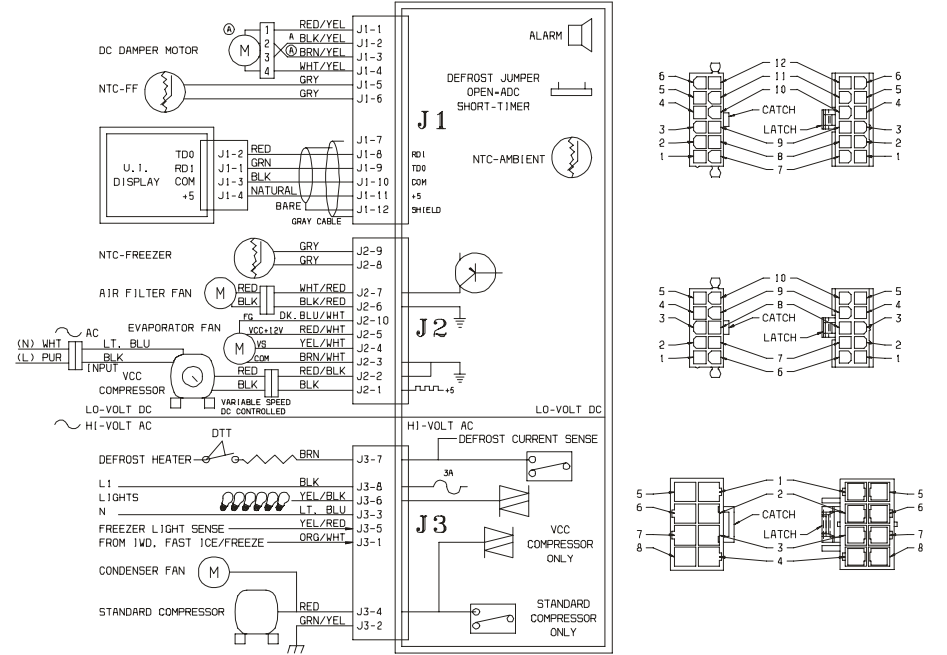 A 1 RED/YEL J1-1
2 A BLK/YEL J1-2
M 3 A BRN/YEL J1-3
DC DAMPER MOTOR
4 WHT/YEL J1-4
NTC-FF
GRY J1-5
GRY J1-6
J1
J1-7
TD0 J1-2 RED J1-8 RD1
U.I. RD1 J1-1 GRN J1-9 TD0
DISPLAY COM J1-3 BLK J1-10 COM
+5 J1-4 NATURAL J1-11 +5
BARE J1-12 SHIELD
GRAY CABLE
ALARM
DEFROST JUMPER
OPEN-ADC
SHORT-TIMER
NTC-AMBIENT
NTC-FREEZER
GRY J2-9
GRY J2-8
AIR FILTER FAN M RED WHT/RED J2-7
BLK BLK/RED J2-6
FG DK.BLU/WHT J2-10
J2
EVAPORATOR FAN
VCC+12V RED/WHT J2-5
M VS YEL/WHT J2-4
COM BRN/WHT J2-3
AC
(N) WHT LT. BLU
(L) PUR BLK
INPUT
VCC
COMPRESSOR
RED RED/BLK J2-2
BLK BLK J2-1 +5
VARIABLE SPEED
DC CONTROLLED
LO-VOLT DC LO-VOLT DC
HI-VOLT AC HI-VOLT AC
DTT
DEFROST CURRENT SENSE
DEFROST HEATER BRN J3-7
3A
L1 BLK J3-8
LIGHTS YEL/BLK J3-6
N LT. BLU J3-3
J3
FREEZER LIGHT SENSE YEL/RED J3-5
FROM IWD, FAST ICE/FREEZE ORG/WHT J3-1
VCC
COMPRESSOR
ONLY
CONDENSER FAN M
STANDARD COMPRESSOR RED J3-4
GRN/YEL J3-2
STANDARD
COMPRESSOR
ONLY
6 12 6
5 11 5
4 10 4
CATCH
LATCH
3 9 3
2 8 2
1 7 1
5 10 5
4 9 4
3 8 3
CATCH
LATCH
2 7 2
1 6 1
5 1 5
6 2 6
CATCH
LATCH
7 3 7
8 4 8